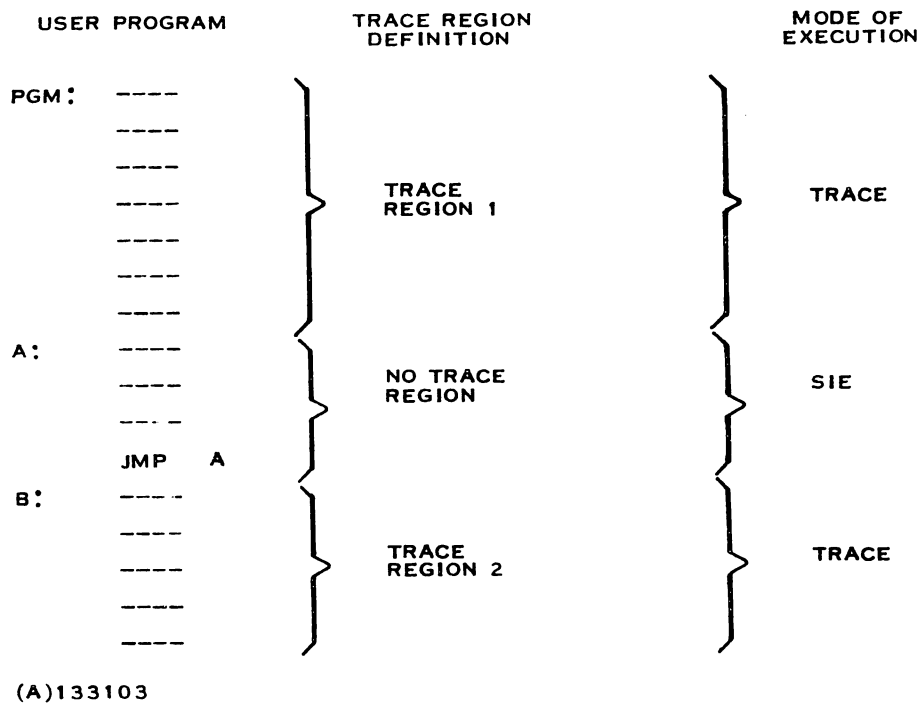 USER PROGRAM
TRACE REGION
DEFINITION
MODE OF
EXECUTION
PGM: ----
----
----
----
----
----
----
TRACE
REGION 1
TRACE
A: ----
----
----
JMP A
NO TRACE
REGION
SIE
B: ----
----
----
----
----
TRACE
REGION 2
TRACE
(A)133103